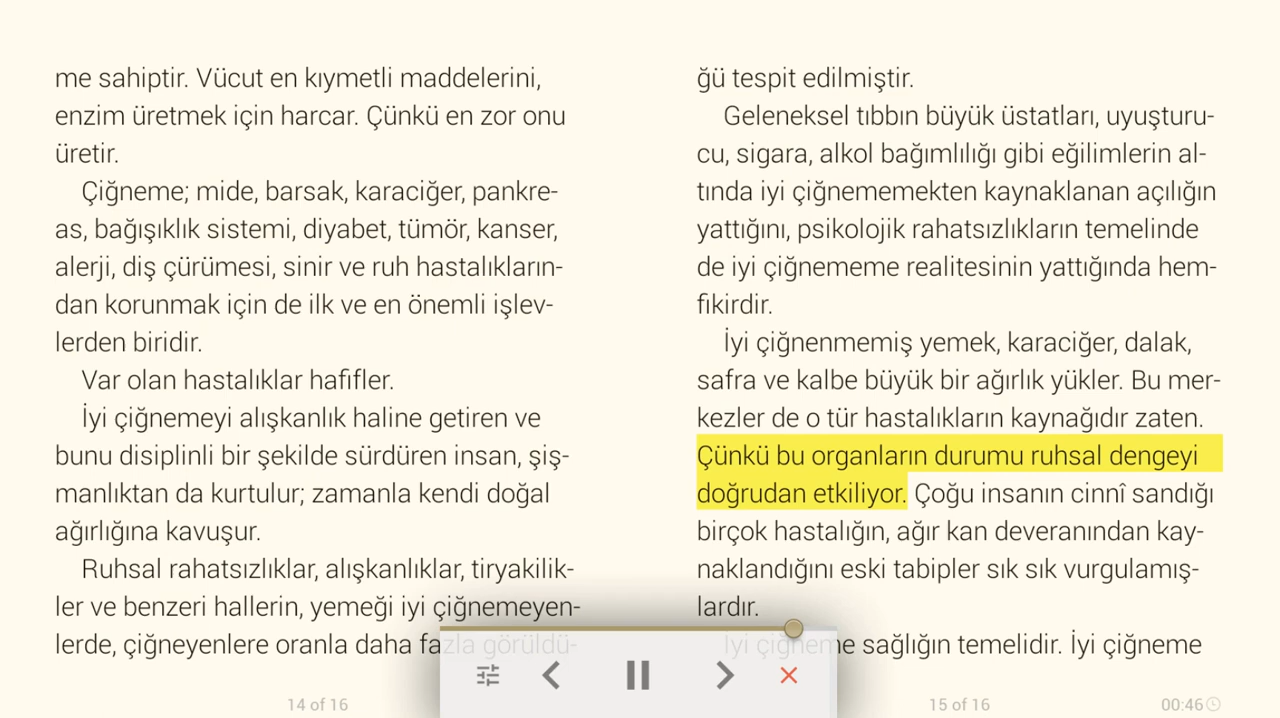 me sahiptir. Vücut en kıymetli maddelerini,
enzim üretmek için harcar. Çünkü en zor onu
üretir.
Çiğneme; mide, barsak, karaciğer, pankre-
as, bağışıklık sistemi, diyabet, tümör, kanser,
alerji, diş çürümesi, sinir ve ruh hastalıkların-
dan korunmak için de ilk ve en önemli işlev-
lerden biridir.
Var olan hastalıklar hafifler.
İyi çiğnemeyi alışkanlık haline getiren ve
bunu disiplinli bir şekilde sürdüren insan, şiş-
manlıktan da kurtulur; zamanla kendi doğal
ağırlığına kavuşur.
Ruhsal rahatsızlıklar, alışkanlıklar, tiryakilik-
ler ve benzeri hallerin, yemeği iyi çiğnemeyen-
lerde, çiğneyenlere oranla daha fazla görüldü-
14 of 16
ğü tespit edilmiştir.
Geleneksel tıbbın büyük üstatları, uyuşturu-
cu, sigara, alkol bağımlılığı gibi eğilimlerin al-
tında iyi çiğnememekten kaynaklanan açılığın
yattığını, psikolojik rahatsızlıkların temelinde
de iyi çiğnememe realitesinin yattığında hem-
fikirdir.
İyi çiğnenmemiş yemek, karaciğer, dalak,
safra ve kalbe büyük bir ağırlık yükler. Bu mer-
kezler de o tür hastalıkların kaynağıdır zaten.
Çünkü bu organların durumu ruhsal dengeyi
doğrudan etkiliyor. Çoğu insanın cinnî sandığı
birçok hastalığın, ağır kan deveranından kay-
naklandığını eski tabipler sık sık vurgulamış-
lardır.
İyi çiğneme sağlığın temelidir. İyi çiğneme
15 of 16
00:46